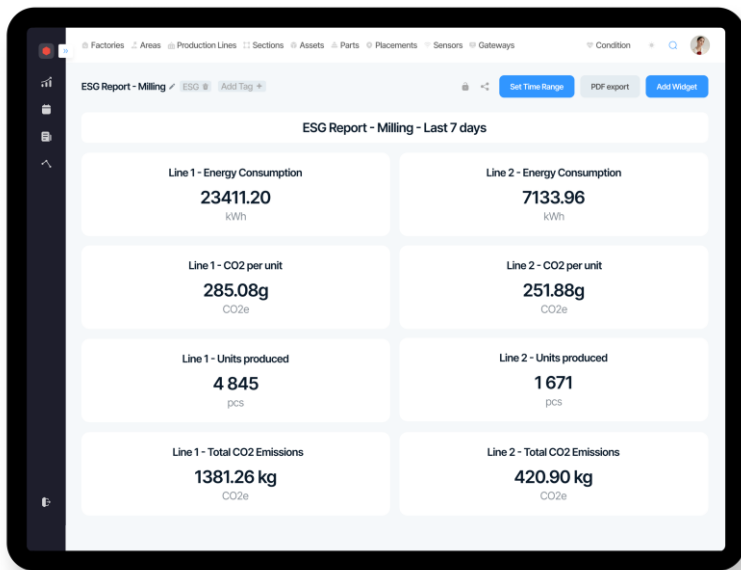 Factories Areas Production Lines Sections Assets Parts Placements Sensors Gateways Condition
ESG Report - Milling ESG Add Tag + Set Time Range PDF export Add Widget
ESG Report - Milling - Last 7 days
Line 1 - Energy Consumption
23411.20
kWh
Line 2 - Energy Consumption
7133.96
kWh
Line 1 - CO2 per unit
285.08g
CO2e
Line 2 - CO2 per unit
251.88g
CO2e
Line 1 - Units produced
4 845
pcs
Line 2 - Units produced
1 671
pcs
Line 1 - Total CO2 Emissions
1381.26 kg
CO2e
Line 2 - Total CO2 Emissions
420.90 kg
CO2e